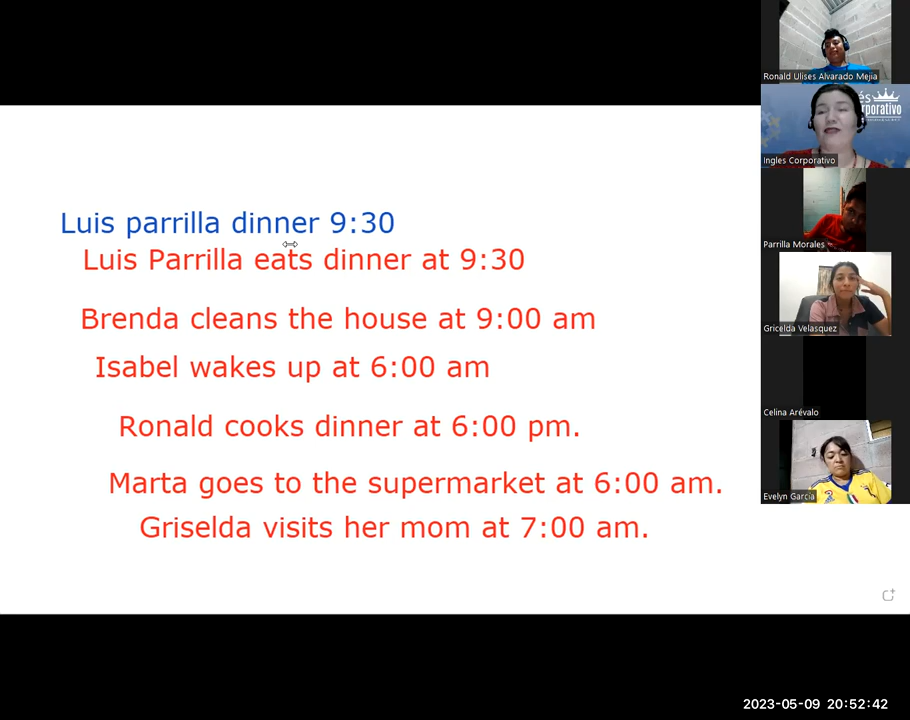 Luis parrilla dinner 9:30
Luis Parrilla eats dinner at 9:30
Brenda cleans the house at 9:00 am
Isabel wakes up at 6:00 am
Ronald cooks dinner at 6:00 pm.
Marta goes to the supermarket at 6:00 am.
Griselda visits her mom at 7:00 am.
Ronald Ulises Alvarado Mejia
Ingles Corporativo
Parrilla Morales
Gricelda Velasquez
Celina Arévalo
Evelyn Garcia
2023-05-09 20:52:42